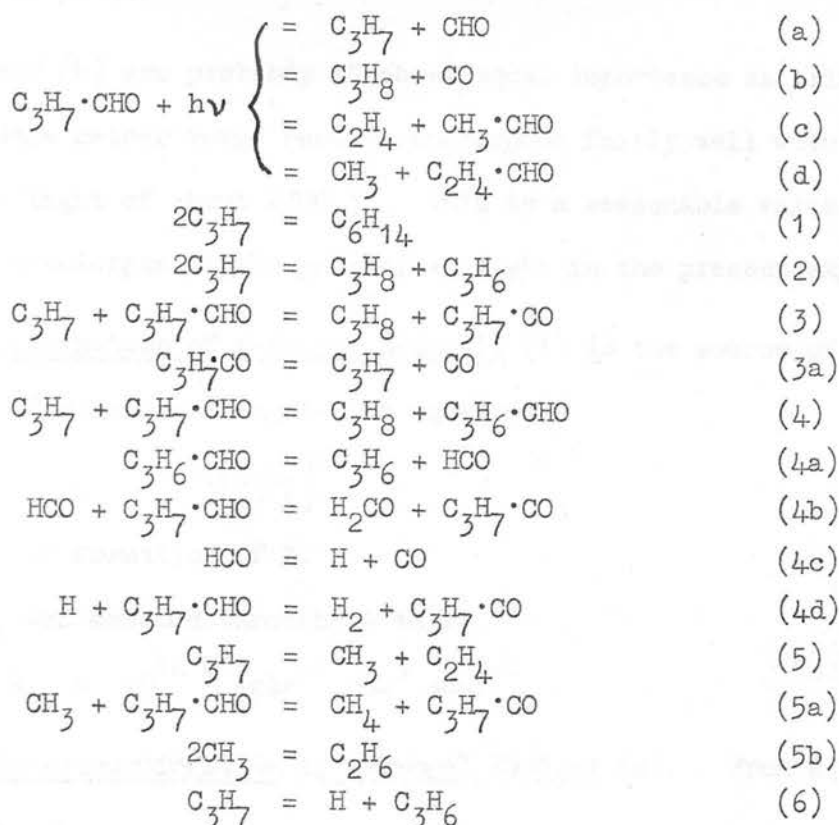 = C₃H₇ + CHO (a)
= C₃H₈ + CO (b)
C₃H₇·CHO + hν
= C₂H₄ + CH₃·CHO (c)
= CH₃ + C₂H₄·CHO (d)
2C₃H₇ = C₆H₁₄ (1)
2C₃H₇ = C₃H₈ + C₃H₆ (2)
C₃H₇ + C₃H₇·CHO = C₃H₈ + C₃H₇·CO (3)
C₃H₇·CO = C₃H₇ + CO (3a)
C₃H₇ + C₃H₇·CHO = C₃H₈ + C₃H₆·CHO (4)
C₃H₆·CHO = C₃H₆ + HCO (4a)
HCO + C₃H₇·CHO = H₂CO + C₃H₇·CO (4b)
HCO = H + CO (4c)
H + C₃H₇·CHO = H₂ + C₃H₇·CO (4d)
C₃H₇ = CH₃ + C₂H₄ (5)
CH₃ + C₃H₇·CHO = CH₄ + C₃H₇·CO (5a)
2CH₃ = C₂H₆ (5b)
C₃H₇ = H + C₃H₆ (6)